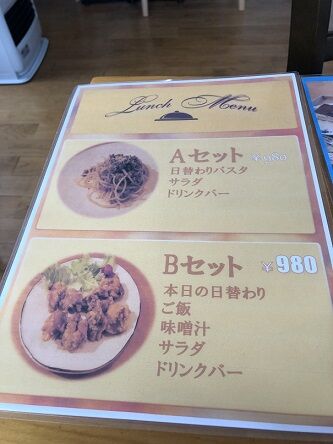 Lunch Menu
Aセット ¥980
日替わりパスタ
サラダ
ドリンクバー
Bセット ¥980
本日の日替わり
ご飯
味噌汁
サラダ
ドリンクバー